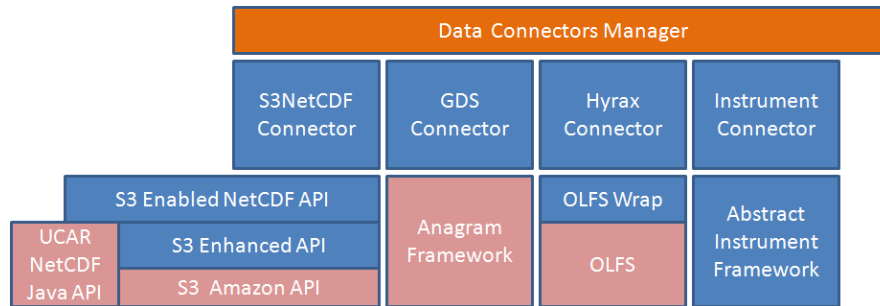 Data Connectors Manager
S3NetCDF
Connector
GDS
Connector
Hyrax
Connector
Instrument
Connector
S3 Enabled NetCDF API
UCAR
NetCDF
Java API
S3 Enhanced API
S3 Amazon API
Anagram
Framework
OLFS Wrap
OLFS
Abstract
Instrument
Framework